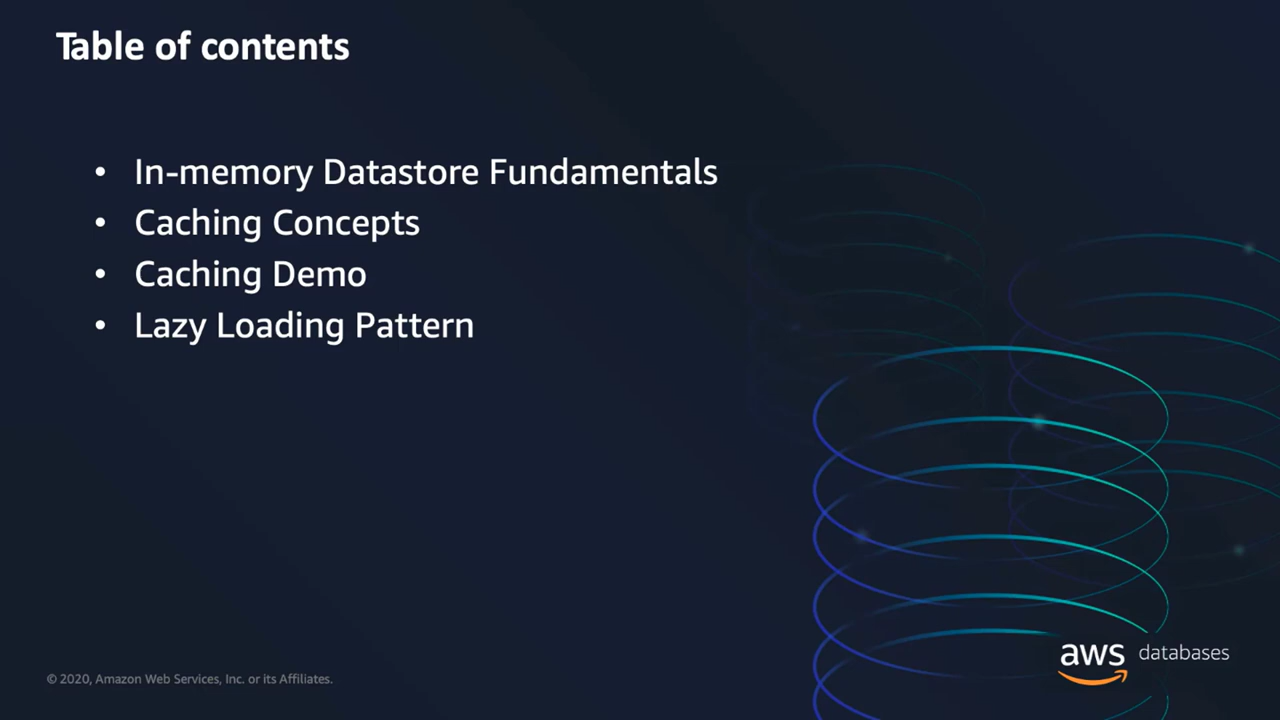 Table of contents
• In-memory Datastore Fundamentals
• Caching Concepts
• Caching Demo
• Lazy Loading Pattern
aws databases
© 2020, Amazon Web Services, Inc. or its Affiliates.